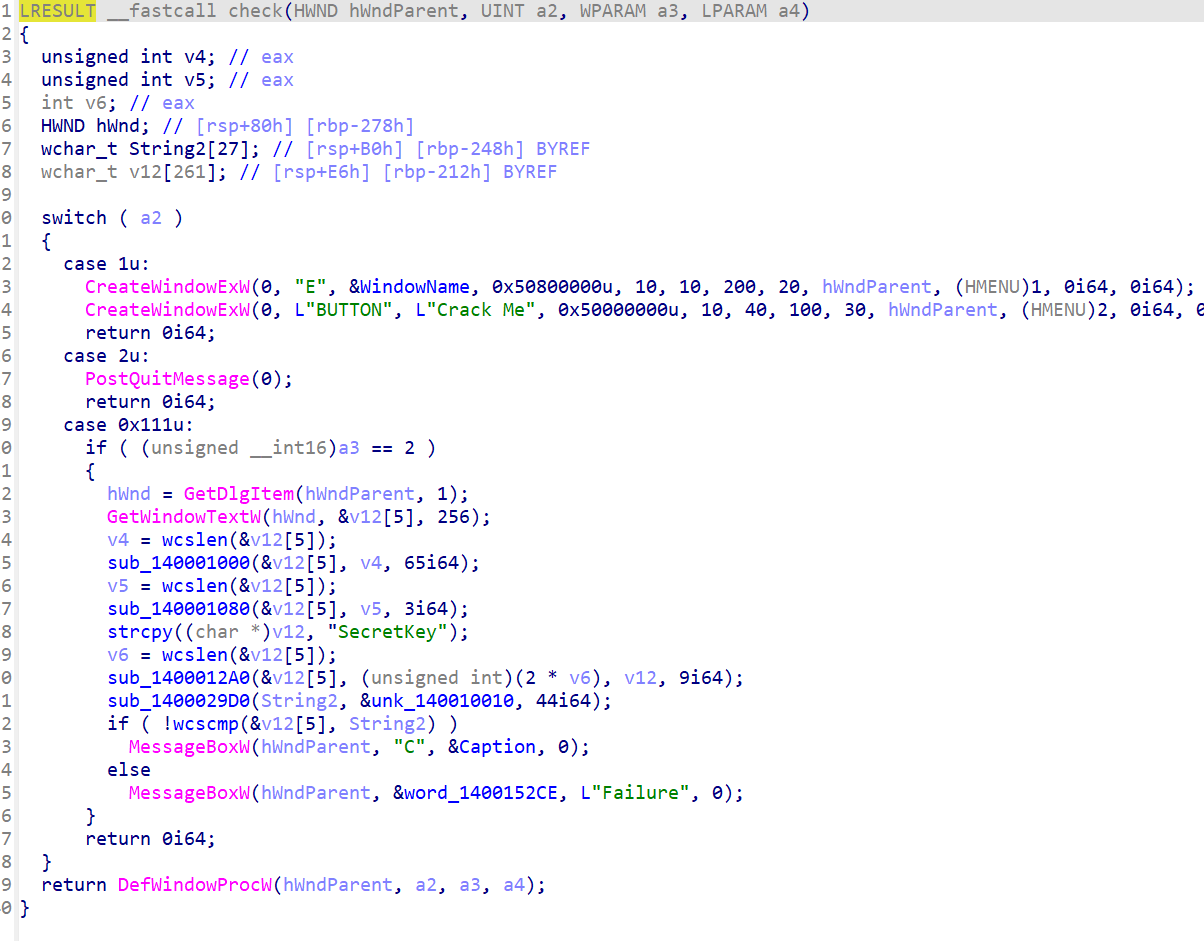 1 LRESULT __fastcall check(HWND hWndParent, UINT a2, WPARAM a3, LPARAM a4)
2 {
3 unsigned int v4; // eax
4 unsigned int v5; // eax
5 int v6; // eax
6 HWND hWnd; // [rsp+80h] [rbp-278h]
7 wchar_t String2[27]; // [rsp+B0h] [rbp-248h] BYREF
8 wchar_t v12[261]; // [rsp+E6h] [rbp-212h] BYREF
9
0 switch ( a2 )
1 {
2 case 1u:
3 CreateWindowExW(0, "E", &WindowName, 0x50800000u, 10, 10, 200, 20, hWndParent, (HMENU)1, 0i64, 0i64);
4 CreateWindowExW(0, L"BUTTON", L"Crack Me", 0x50000000u, 10, 40, 100, 30, hWndParent, (HMENU)2, 0i64, 0
5 return 0i64;
6 case 2u:
7 PostQuitMessage(0);
8 return 0i64;
9 case 0x111u:
0 if ( (unsigned __int16)a3 == 2 )
1 {
2 hWnd = GetDlgItem(hWndParent, 1);
3 GetWindowTextW(hWnd, &v12[5], 256);
4 v4 = wcslen(&v12[5]);
5 sub_140001000(&v12[5], v4, 65i64);
6 v5 = wcslen(&v12[5]);
7 sub_140001080(&v12[5], v5, 3i64);
8 strcpy((char *)v12, "SecretKey");
9 v6 = wcslen(&v12[5]);
0 sub_1400012A0(&v12[5], (unsigned int)(2 * v6), v12, 9i64);
1 sub_1400029D0(String2, &unk_140010010, 44i64);
2 if ( !wcscmp(&v12[5], String2) )
3 MessageBoxW(hWndParent, "C", &Caption, 0);
4 else
5 MessageBoxW(hWndParent, &word_1400152CE, L"Failure", 0);
6 }
7 return 0i64;
8 }
9 return DefWindowProcW(hWndParent, a2, a3, a4);
0 }